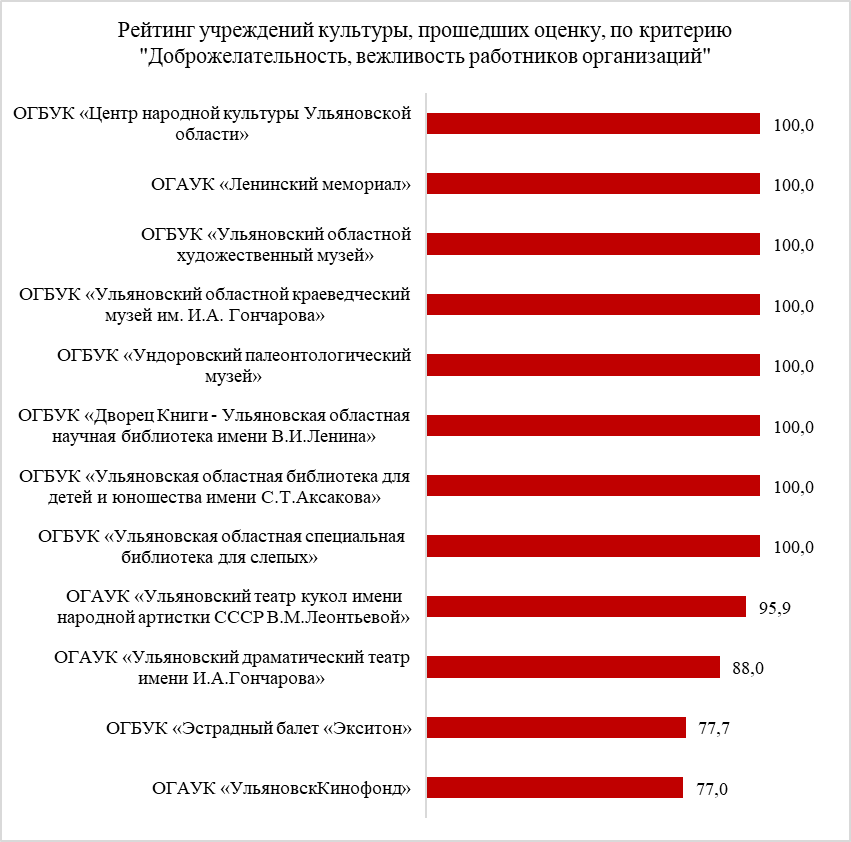 Рейтинг учреждений культуры, прошедших оценку, по критерию
"Доброжелательность, вежливость работников организаций"
ОГБУК «Центр народной культуры Ульяновской
области»
100,0
ОГАУК «Ленинский мемориал»
100,0
ОГБУК «Ульяновский областной
художественный музей»
100,0
ОГБУК «Ульяновский областной краеведческий
музей им. И.А. Гончарова»
100,0
ОГБУК «Ундоровский палеонтологический
музей»
100,0
ОГБУК «Дворец Книги - Ульяновская областная
научная библиотека имени В.И.Ленина»
100,0
ОГБУК «Ульяновская областная библиотека для
детей и юношества имени С.Т.Аксакова»
100,0
ОГБУК «Ульяновская областная специальная
библиотека для слепых»
100,0
ОГАУК «Ульяновский театр кукол имени
народной артистки СССР В.М.Леонтьевой»
95,9
ОГАУК «Ульяновский драматический театр
имени И.А.Гончарова»
88,0
ОГБУК «Эстрадный балет «Экситон»
77,7
ОГАУК «УльяновскКинофонд»
77,0